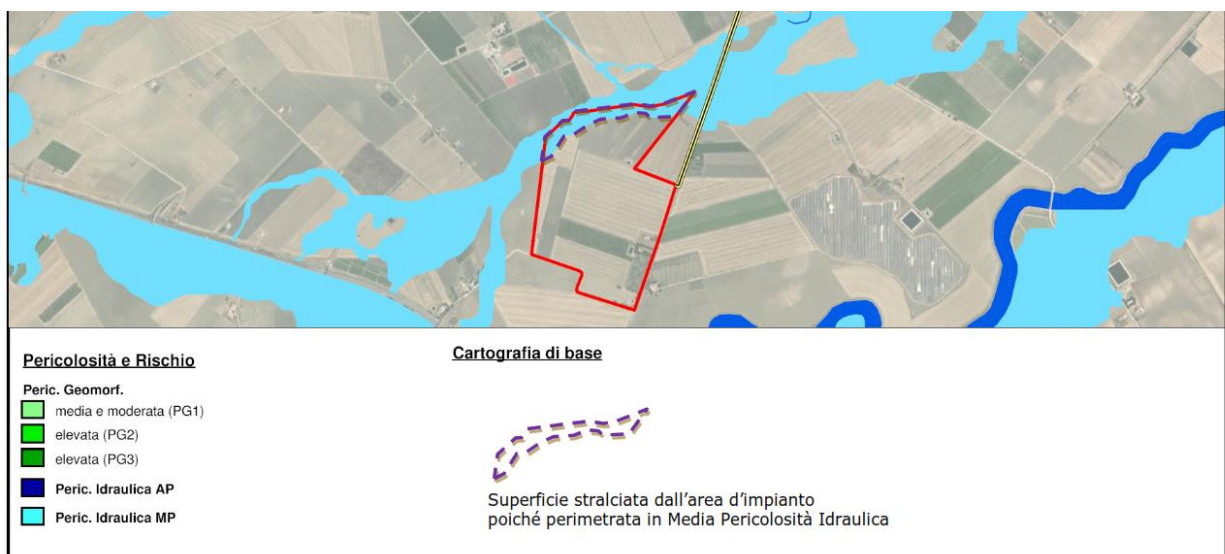 Pericolosità e Rischio
Peric. Geomorf.
media e moderata (PG1)
elevata (PG2)
elevata (PG3)
Peric. Idraulica AP
Peric. Idraulica MP
Cartografia di base
Superficie stralciata dall’area d’impianto
poiché perimetrata in Media Pericolosità Idraulica